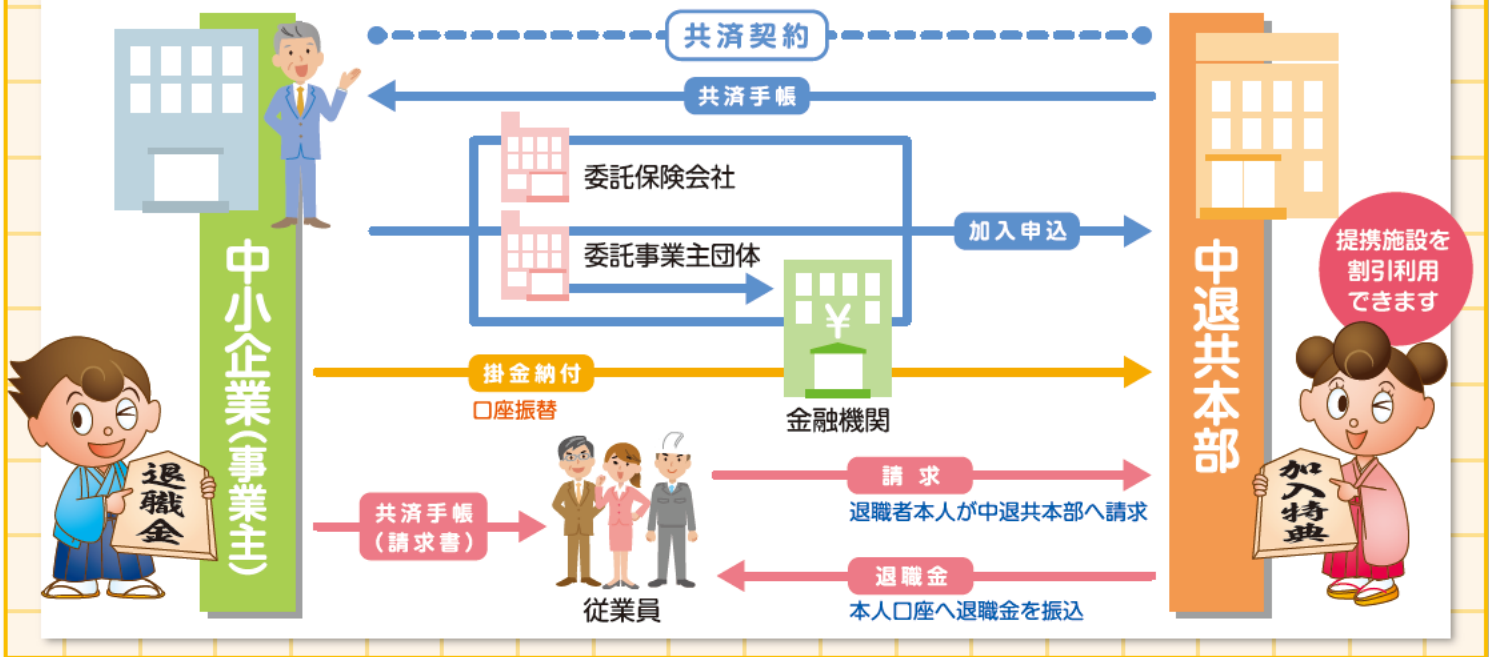 共済契約
共済手帳
委託保険会社
加入申込
委託事業主団体
中小企業(事業主)
中退共本部
提携施設を
割引利用
できます
¥
掛金納付
口座振替
金融機関
退職金
加入特典
請求
退職者本人が中退共本部へ請求
共済手帳
(請求書)
退職金
本人口座へ退職金を振込
従業員